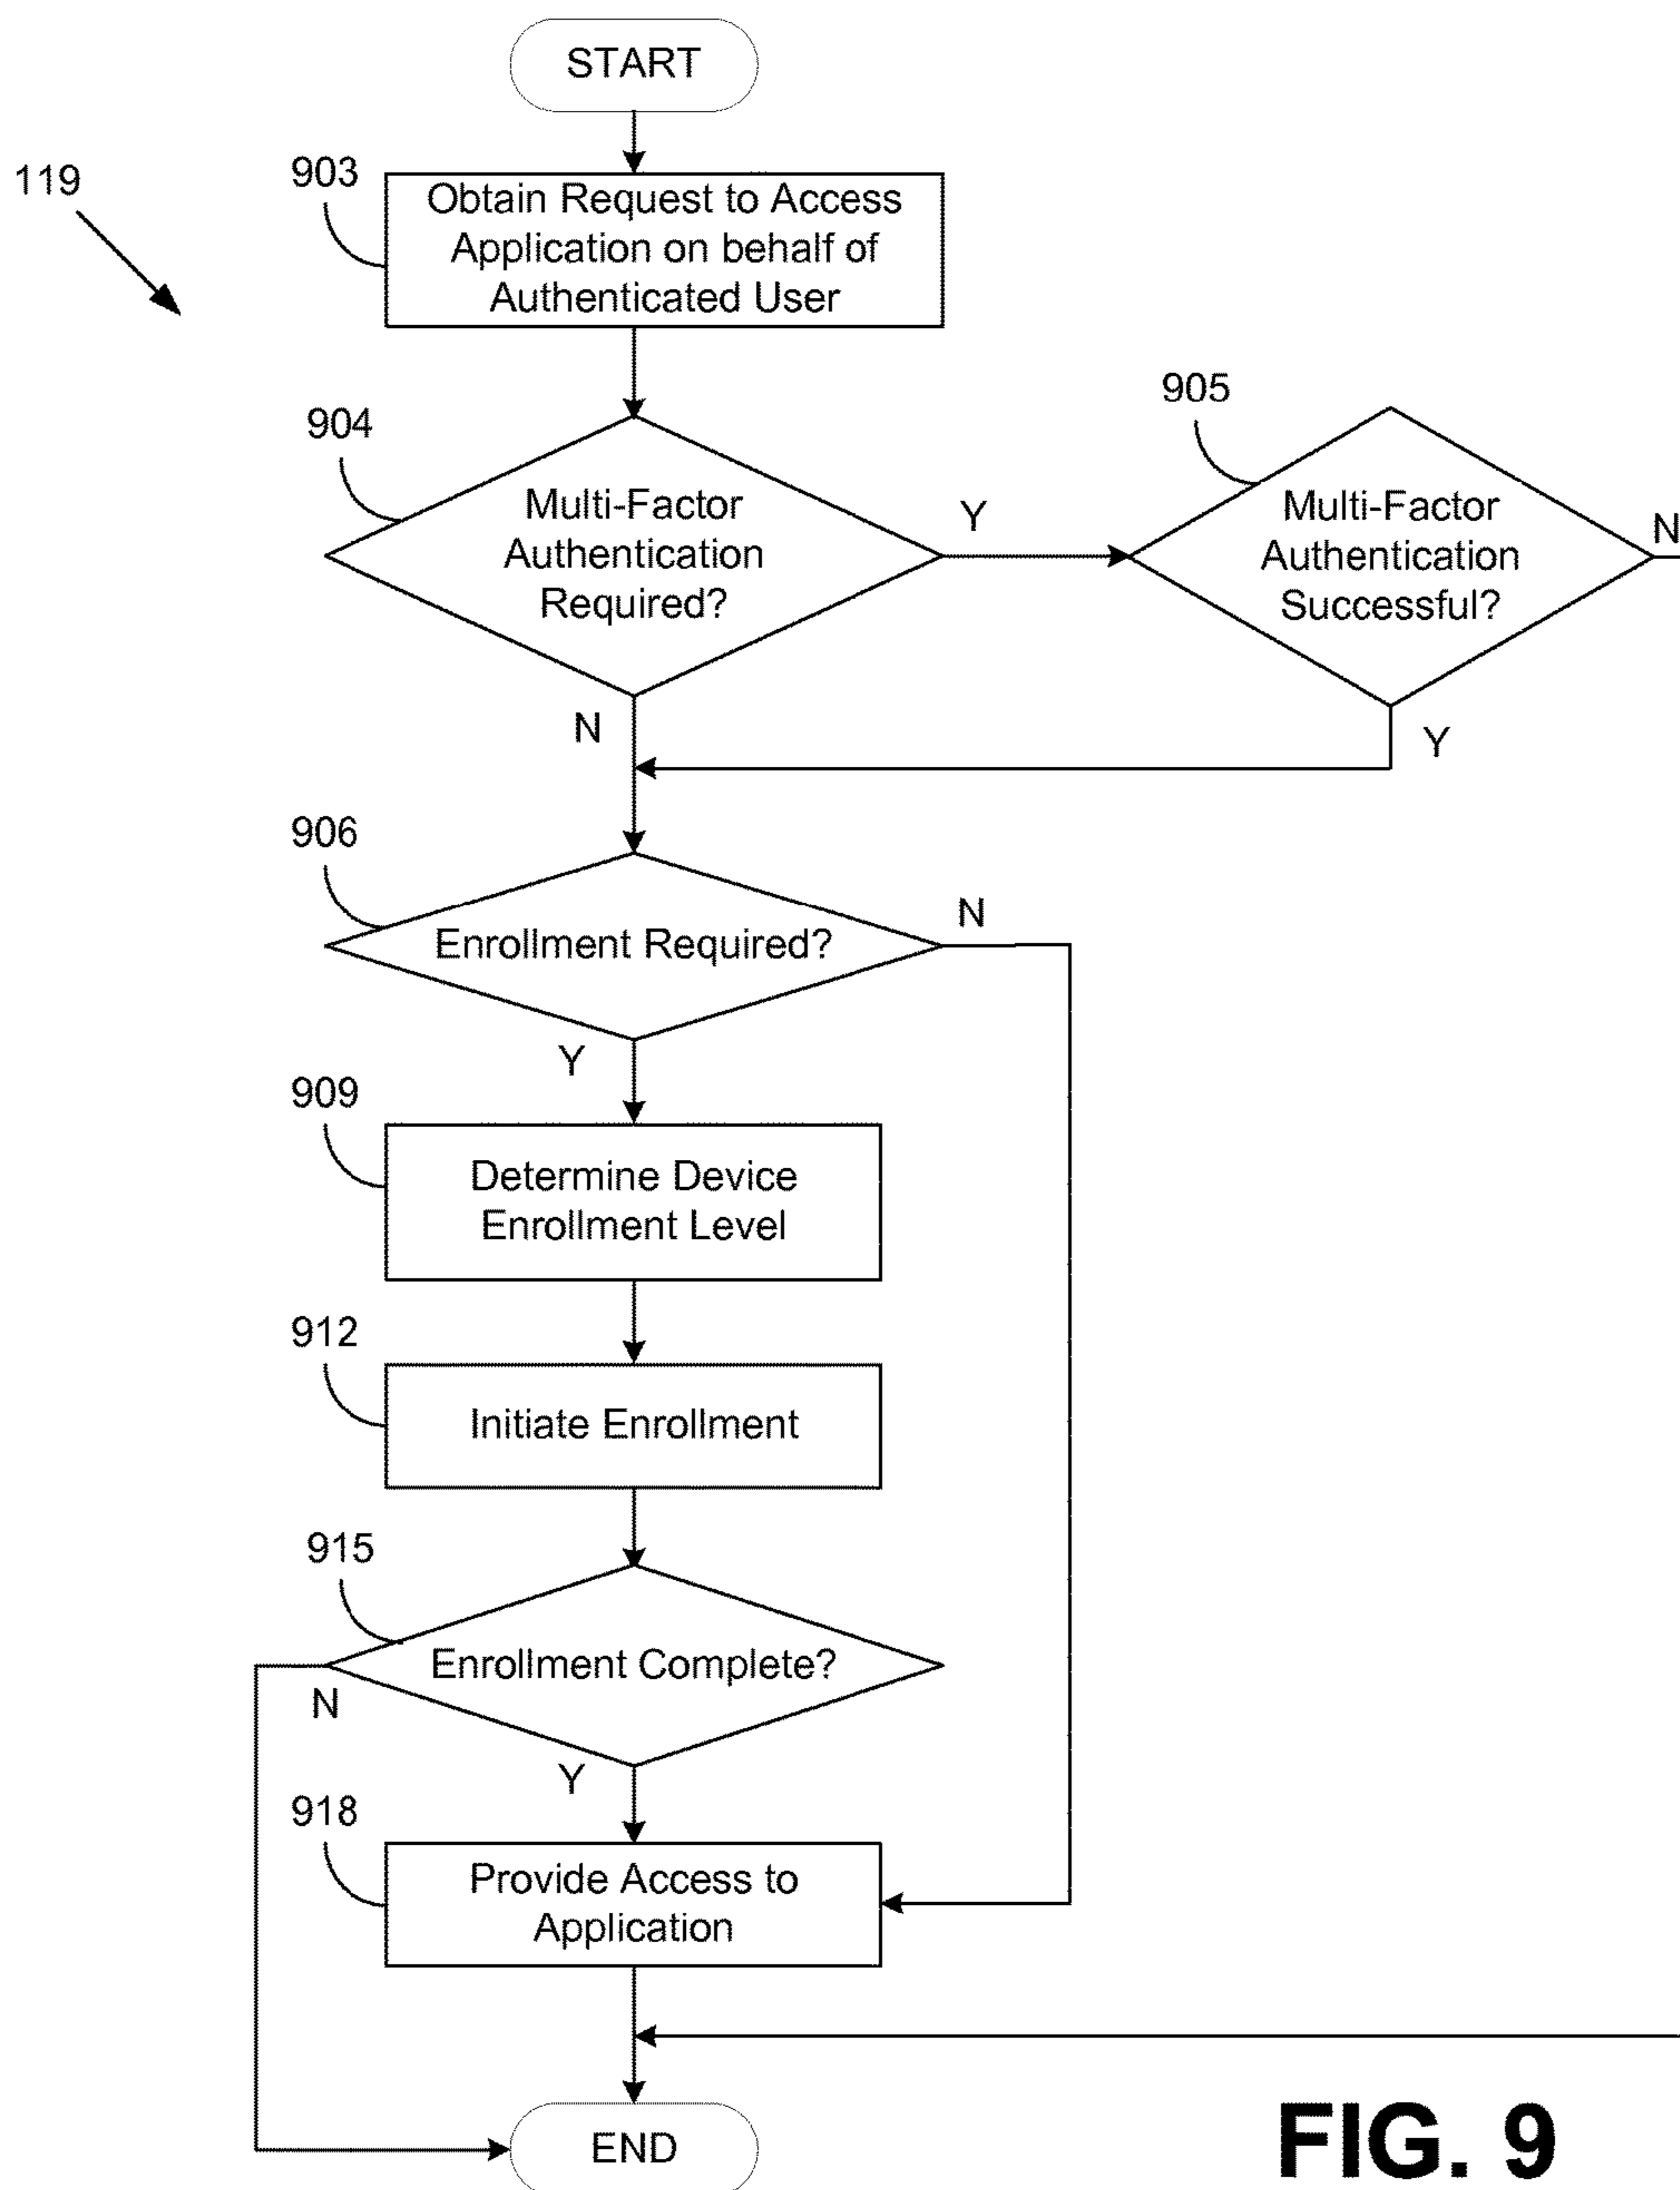 START
119
903
Obtain Request to Access
Application on behalf of
Authenticated User
904
Multi-Factor
Authentication
Required?
Y
905
Multi-Factor
Authentication
Successful?
N
N
Y
906
Enrollment Required?
N
Y
909
Determine Device
Enrollment Level
912
Initiate Enrollment
915
Enrollment Complete?
N
Y
918
Provide Access to
Application
END
FIG. 9